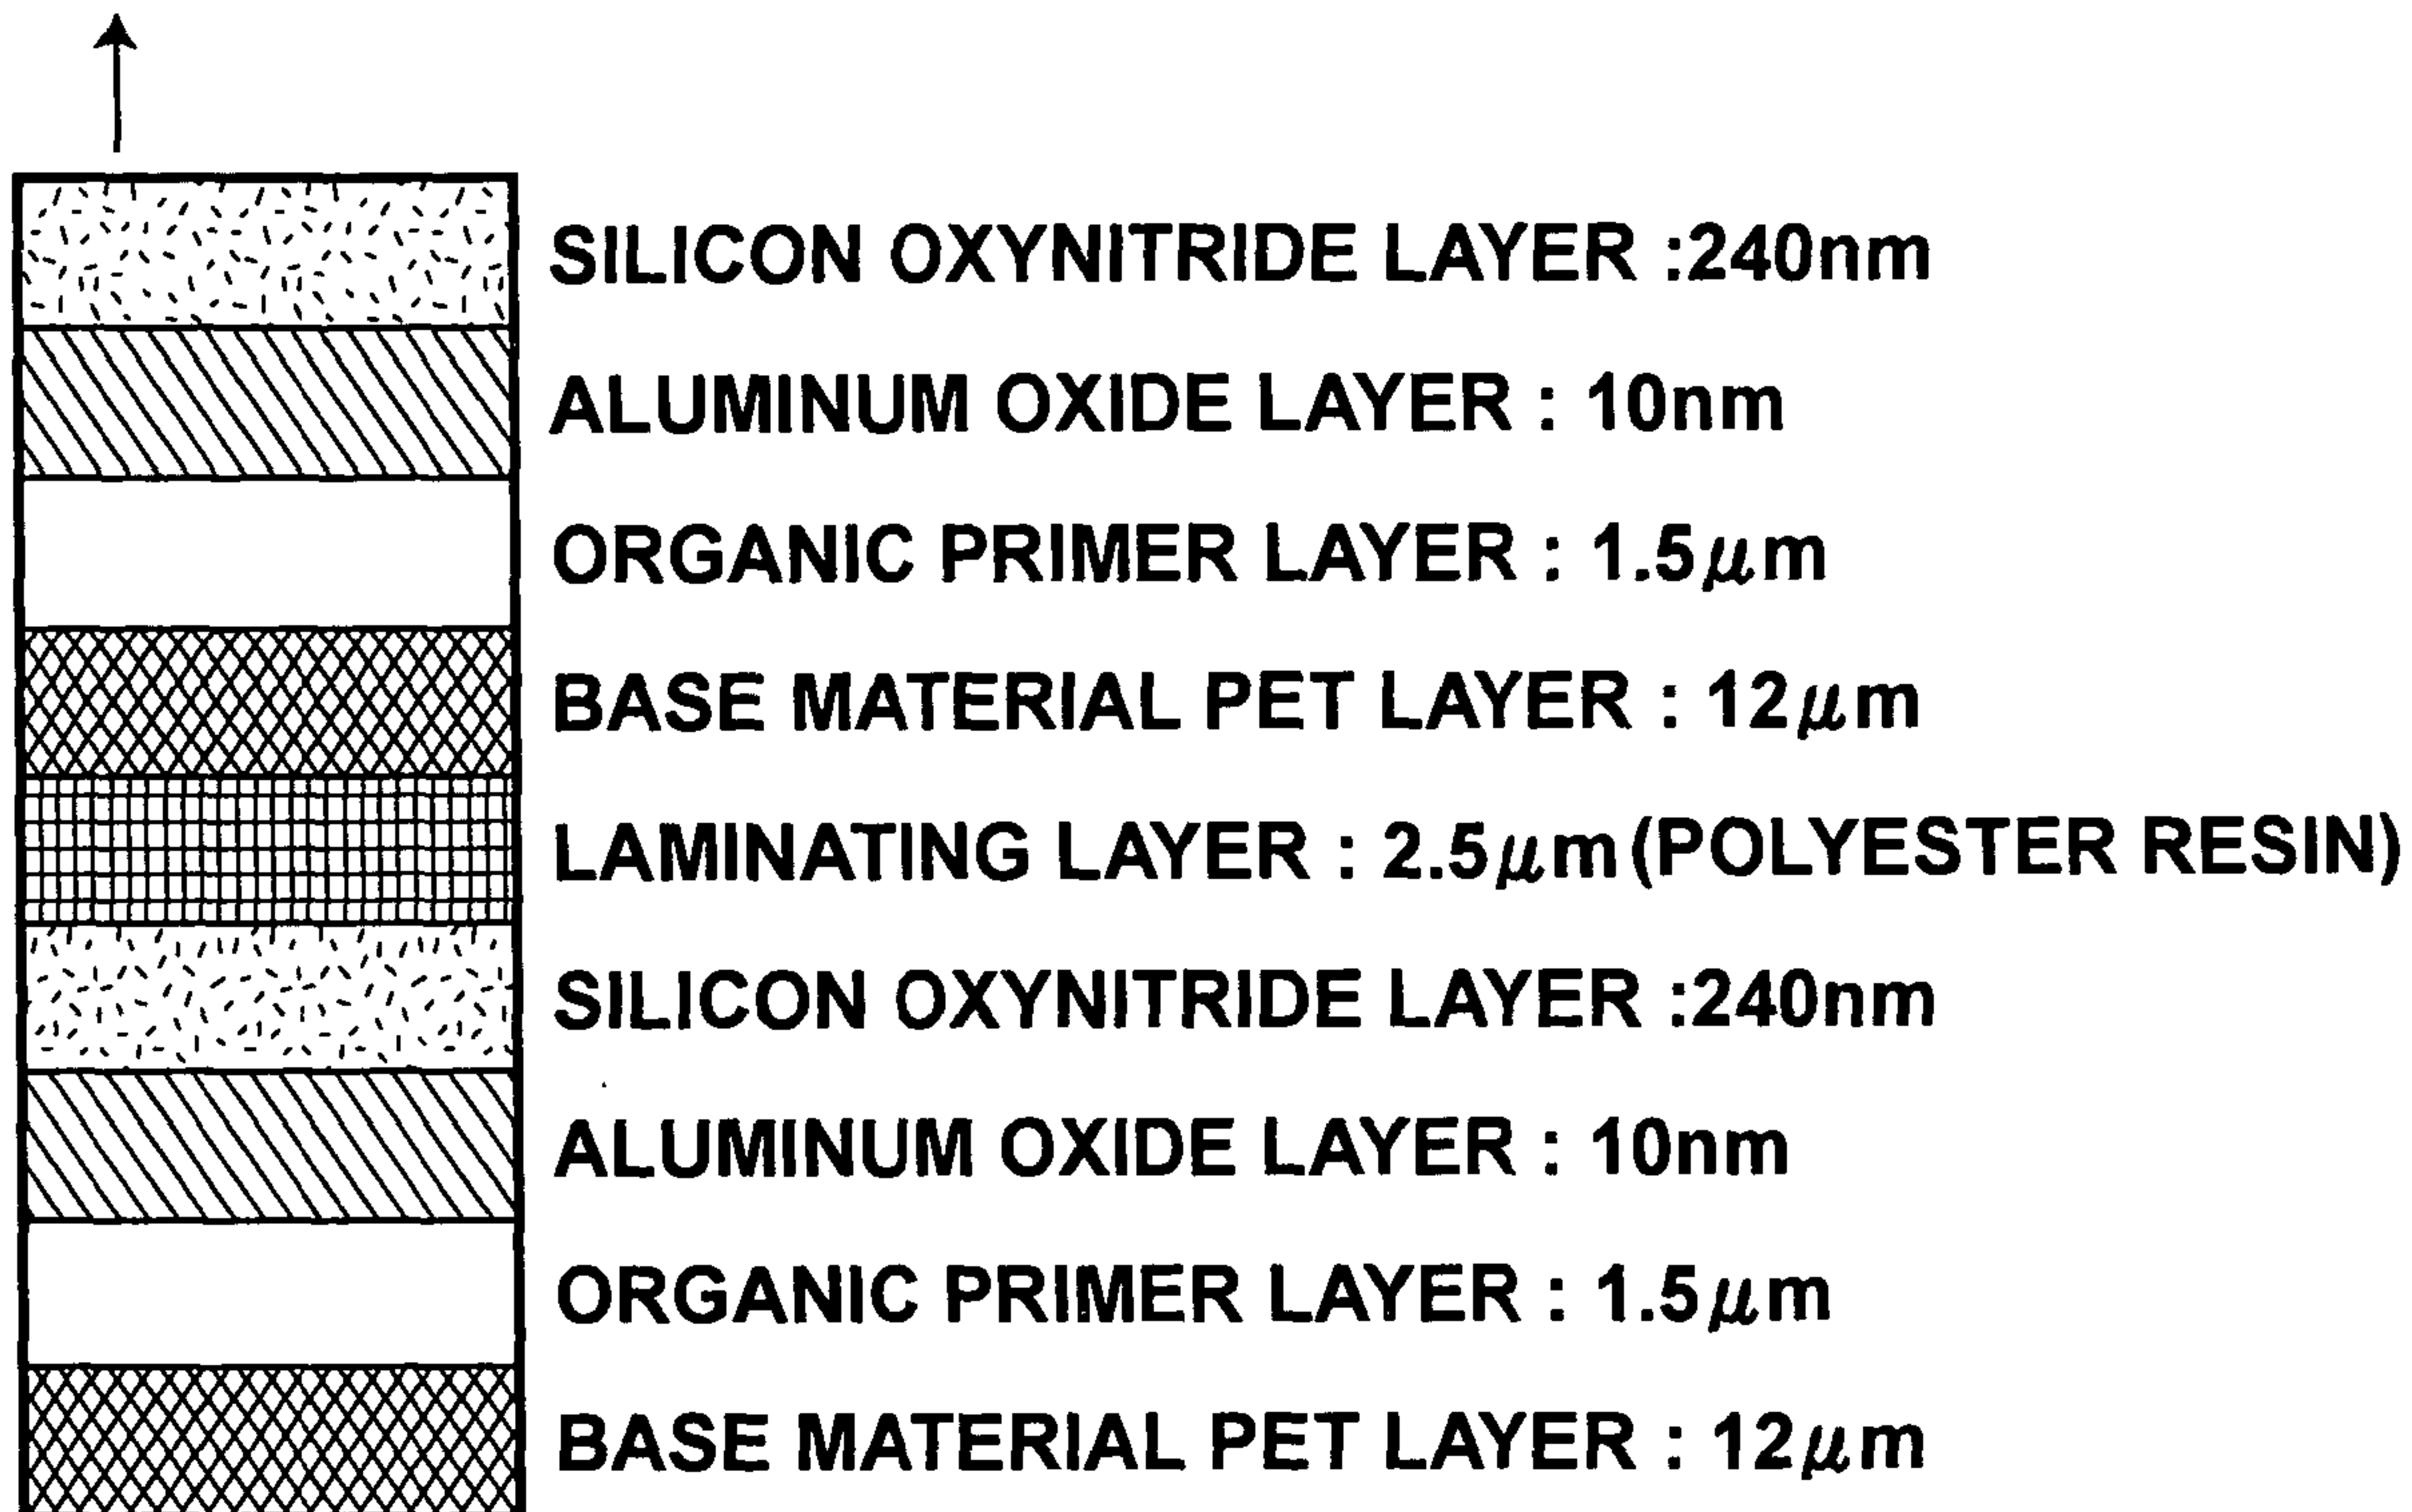 SILICON OXYNITRIDE LAYER :240nm
ALUMINUM OXIDE LAYER : 10nm
ORGANIC PRIMER LAYER : 1.5μm
BASE MATERIAL PET LAYER : 12μm
LAMINATING LAYER : 2.5μm(POLYESTER RESIN)
SILICON OXYNITRIDE LAYER :240nm
ALUMINUM OXIDE LAYER : 10nm
ORGANIC PRIMER LAYER : 1.5μm
BASE MATERIAL PET LAYER : 12μm